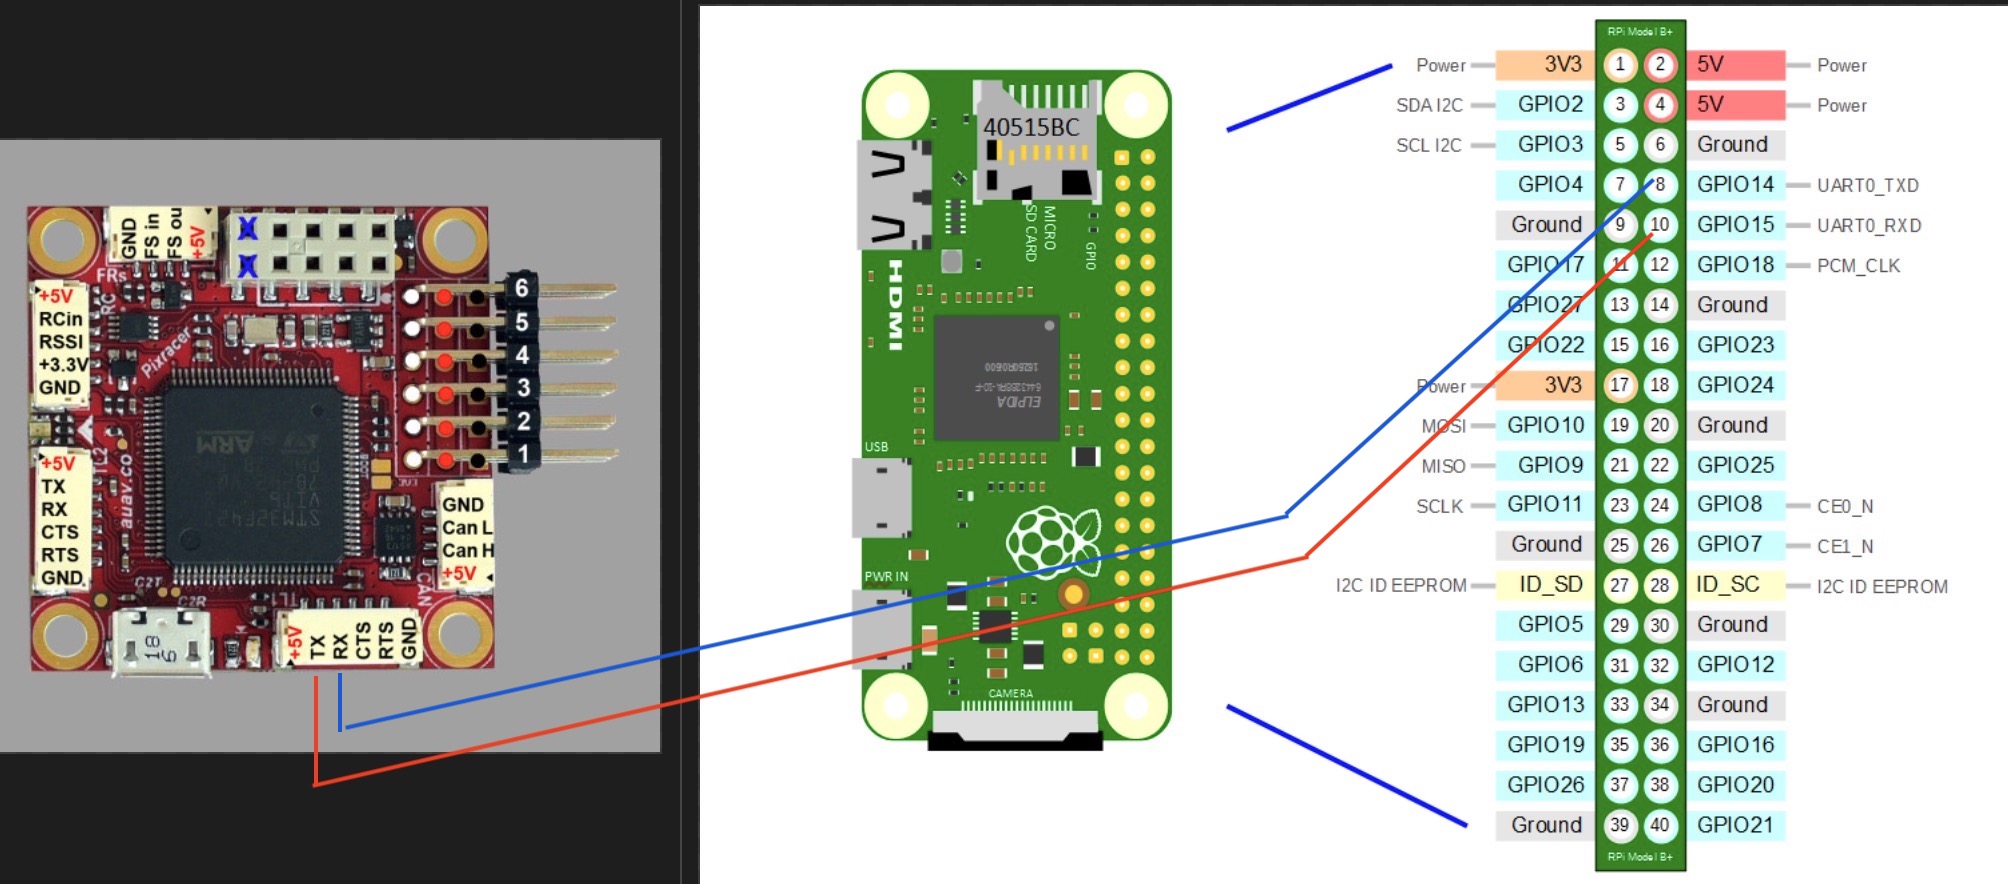 GND
FS in
FS ou
+5V
FRs
+5V
RCin
RSSI
+3.3V
GND
RC
Pixracer
6
5
4
3
2
1
ARM
+5V
TX
RX
CTS
RTS
GND
TL2
auav.co
GND
Can L
Can H
+5V
CAN
C2T
C2R
TL1
+5V
TX
RX
CTS
RTS
GND
40515BC
MICRO
SD CARD
GPIO
HDMI
ELPIDA
USB
PWR IN
CAMERA
RPi Model B+
Power 3V3 1 2 5V Power
SDA I2C GPIO2 3 4 5V Power
SCL I2C GPIO3 5 6 Ground
GPIO4 7 8 GPIO14 UART0_TXD
Ground 9 10 GPIO15 UART0_RXD
GPIO17 11 12 GPIO18 PCM_CLK
GPIO27 13 14 Ground
GPIO22 15 16 GPIO23
Power 3V3 17 18 GPIO24
MOSI GPIO10 19 20 Ground
MISO GPIO9 21 22 GPIO25
SCLK GPIO11 23 24 GPIO8 CE0_N
Ground 25 26 GPIO7 CE1_N
I2C ID EEPROM ID_SD 27 28 ID_SC I2C ID EEPROM
GPIO5 29 30 Ground
GPIO6 31 32 GPIO12
GPIO13 33 34 Ground
GPIO19 35 36 GPIO16
GPIO26 37 38 GPIO20
Ground 39 40 GPIO21
RPi Model B+